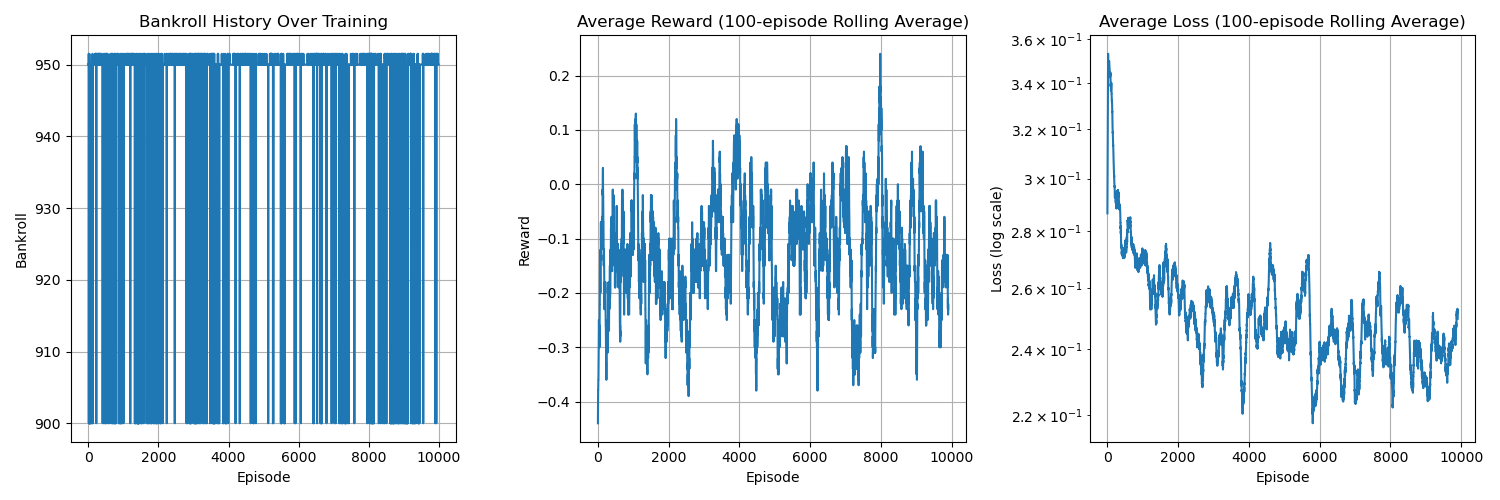 Bankroll History Over Training
Bankroll
950
940
930
920
910
900
0 2000 4000 6000 8000 10000
Episode
Average Reward (100-episode Rolling Average)
Reward
0.2
0.1
0.0
−0.1
−0.2
−0.3
−0.4
0 2000 4000 6000 8000 10000
Episode
Average Loss (100-episode Rolling Average)
Loss (log scale)
3.6 × 10⁻¹
3.4 × 10⁻¹
3.2 × 10⁻¹
3 × 10⁻¹
2.8 × 10⁻¹
2.6 × 10⁻¹
2.4 × 10⁻¹
2.2 × 10⁻¹
0 2000 4000 6000 8000 10000
Episode